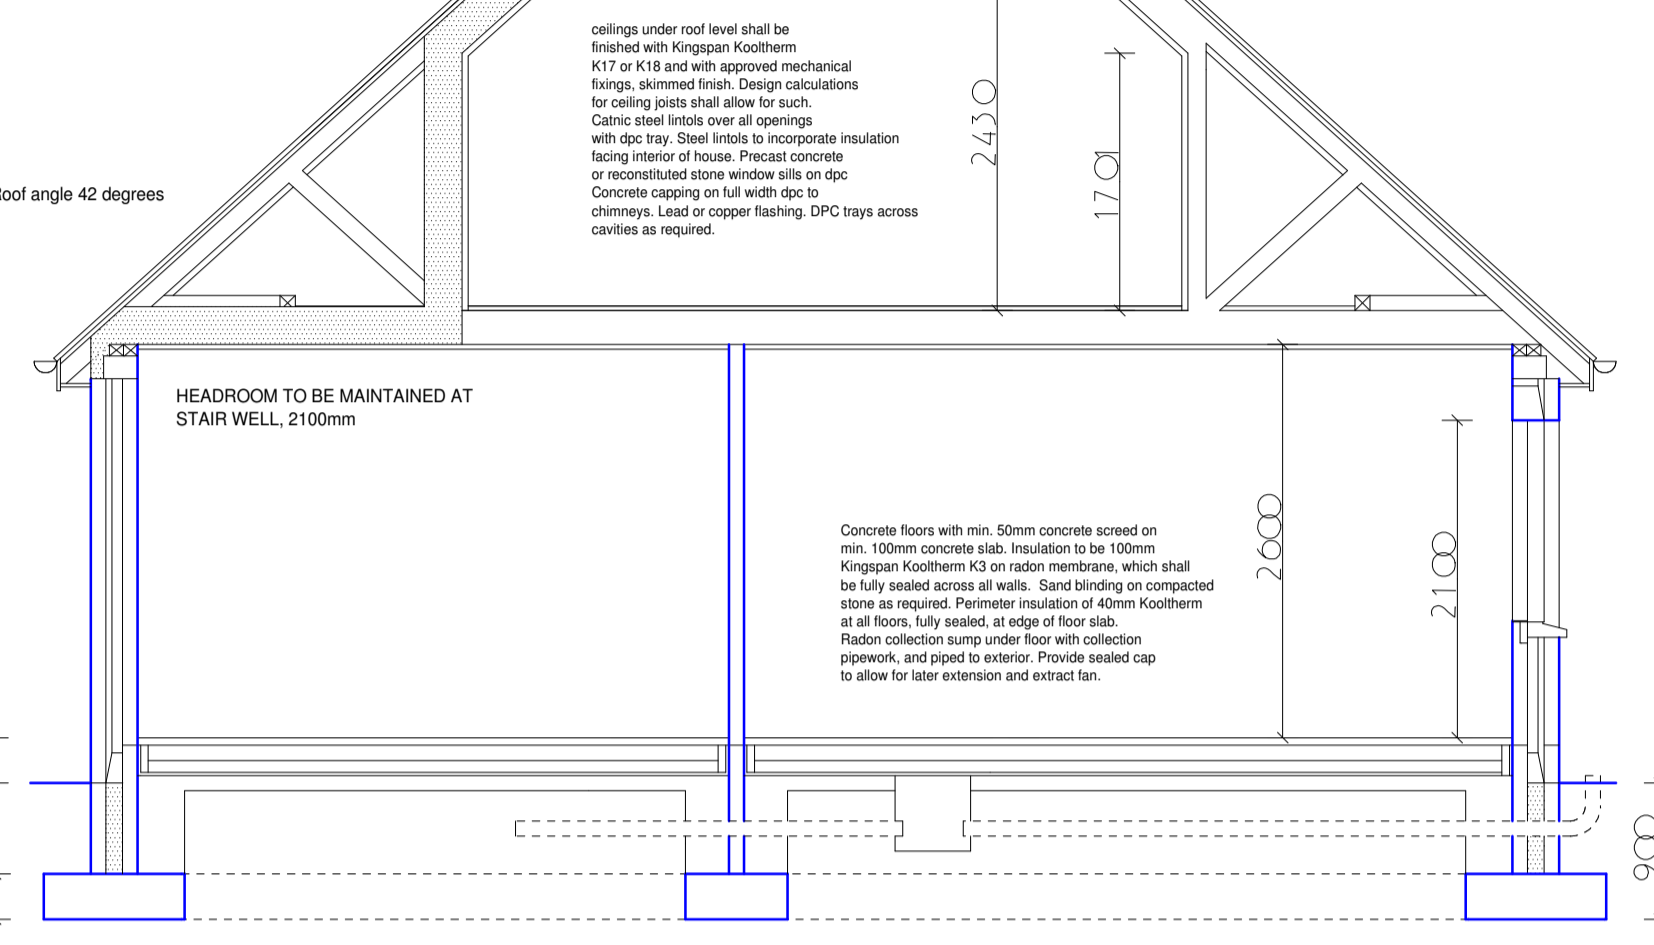 ceilings under roof level shall be
finished with Kingspan Kooltherm
K17 or K18 and with approved mechanical
fixings, skimmed finish. Design calculations
for ceiling joists shall allow for such.
Catnic steel lintols over all openings
with dpc tray. Steel lintols to incorporate insulation
facing interior of house. Precast concrete
or reconstituted stone window sills on dpc
Concrete capping on full width dpc to
chimneys. Lead or copper flashing. DPC trays across
cavities as required.
2430
1701
oof angle 42 degrees
HEADROOM TO BE MAINTAINED AT
STAIR WELL, 2100mm
Concrete floors with min. 50mm concrete screed on
min. 100mm concrete slab. Insulation to be 100mm
Kingspan Kooltherm K3 on radon membrane, which shall
be fully sealed across all walls. Sand blinding on compacted
stone as required. Perimeter insulation of 40mm Kooltherm
at all floors, fully sealed, at edge of floor slab.
Radon collection sump under floor with collection
pipework, and piped to exterior. Provide sealed cap
to allow for later extension and extract fan.
2600
2100
900